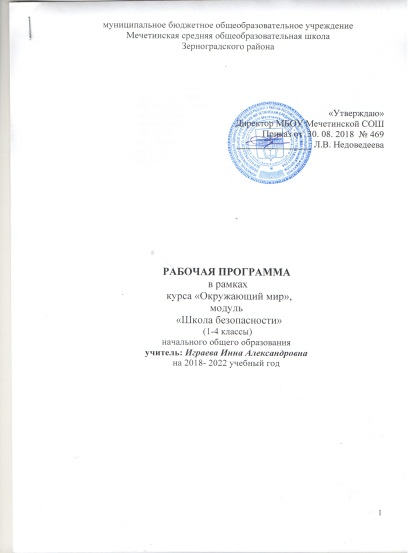 муниципальное бюджетное общеобразовательное учреждение
Мечетинская средняя общеобразовательная школа
Зерноградского района
«Утверждаю»
Директор МБОУ Мечетинской СОШ
Приказ от 30. 08. 2018 № 469
Л.В. Недоведеева
РАБОЧАЯ ПРОГРАММА
в рамках
курса «Окружающий мир»,
модуль
«Школа безопасности»
(1-4 классы)
начального общего образования
учитель: Играева Инна Александровна
на 2018- 2022 учебный год
1